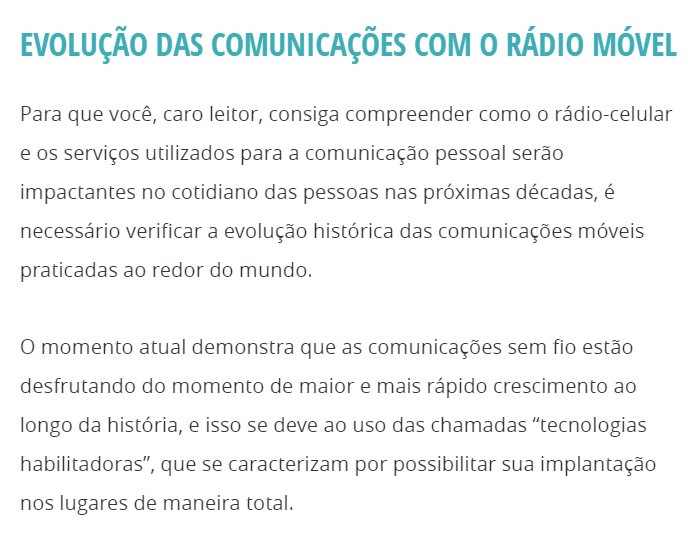 EVOLUÇÃO DAS COMUNICAÇÕES COM O RÁDIO MÓVEL
Para que você, caro leitor, consiga compreender como o rádio-celular
e os serviços utilizados para a comunicação pessoal serão
impactantes no cotidiano das pessoas nas próximas décadas, é
necessário verificar a evolução histórica das comunicações móveis
praticadas ao redor do mundo.
O momento atual demonstra que as comunicações sem fio estão
desfrutando do momento de maior e mais rápido crescimento ao
longo da história, e isso se deve ao uso das chamadas “tecnologias
habilitadoras”, que se caracterizam por possibilitar sua implantação
nos lugares de maneira total.